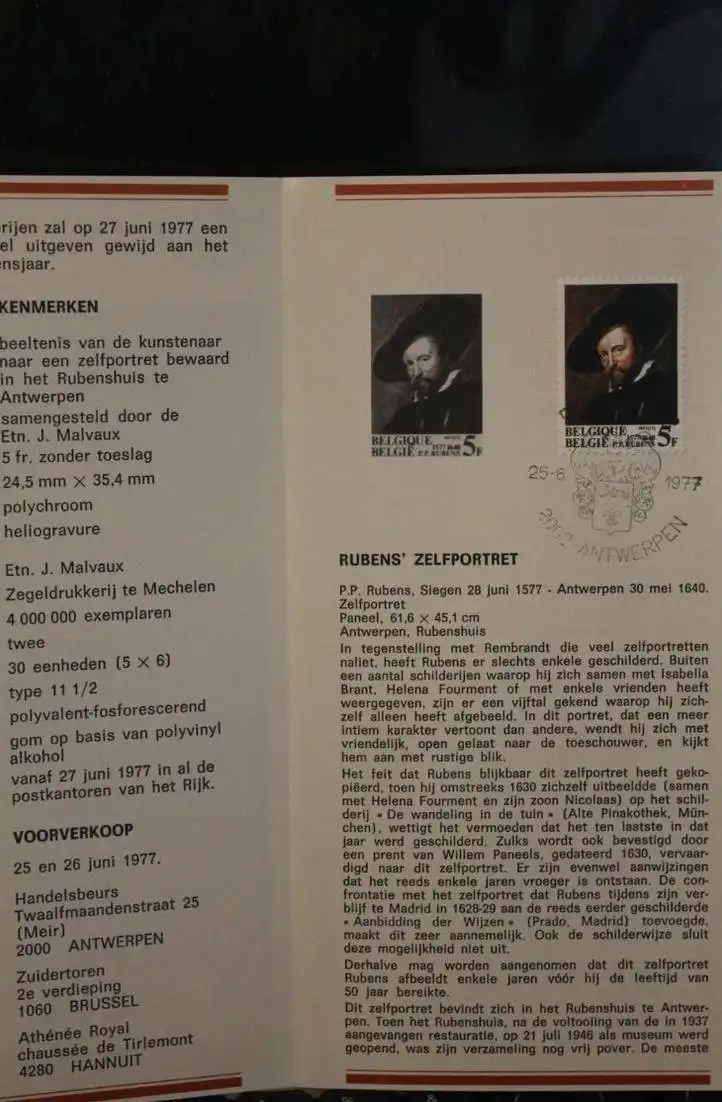 rijen zal op 27 juni 1977 een
el uitgeven gewijd aan het
ensjaar.
KENMERKEN
beeltenis van de kunstenaar
naar een zelfportret bewaard
in het Rubenshuis te
Antwerpen
samengesteld door de
Etn. J. Malvaux
5 fr. zonder toeslag
24,5 mm × 35,4 mm
polychroom
heliogravure
Etn. J. Malvaux
Zegeldrukkerij te Mechelen
4 000 000 exemplaren
twee
30 eenheden (5 × 6)
type 11 1/2
polyvalent-fosforescerend
gom op basis van polyvinyl
alkohol
vanaf 27 juni 1977 in al de
postkantoren van het Rijk.
VOORVERKOOP
25 en 26 juni 1977.
Handelsbeurs
Twaalfmaandenstraat 25
(Meir)
2000 ANTWERPEN
Zuidertoren
2e verdieping
1060 BRUSSEL
Athénée Royal
chaussée de Tirlemont
4280 HANNUIT
BELGIQUE
BELGIË P.P. RUBENS 5F
1577-1640
BELGIQUE
BELGIË P.P. RUBENS 5F
25-6 1977
2000 ANTWERPEN
RUBENS' ZELFPORTRET
P.P. Rubens, Siegen 28 juni 1577 - Antwerpen 30 mei 1640.
Zelfportret
Paneel, 61,6 × 45,1 cm
Antwerpen, Rubenshuis
In tegenstelling met Rembrandt die veel zelfportretten
naliet, heeft Rubens er slechts enkele geschilderd. Buiten
een aantal schilderijen waarop hij zich samen met Isabella
Brant, Helena Fourment of met enkele vrienden heeft
weergegeven, zijn er een vijftal gekend waarop hij zich-
zelf alleen heeft afgebeeld. In dit portret, dat een meer
intiem karakter vertoont dan andere, wendt hij zich met
vriendelijk, open gelaat naar de toeschouwer, en kijkt
hem aan met rustige blik.
Het feit dat Rubens blijkbaar dit zelfportret heeft geko-
piëerd, toen hij omstreeks 1630 zichzelf uitbeeldde (samen
met Helena Fourment en zijn zoon Nicolaas) op het schil-
derij « De wandeling in de tuin » (Alte Pinakothek, Mün-
chen), wettigt het vermoeden dat het ten laatste in dat
jaar werd geschilderd. Zulks wordt ook bevestigd door
een prent van Willem Paneels, gedateerd 1630, vervaar-
digd naar dit zelfportret. Er zijn evenwel aanwijzingen
dat het reeds enkele jaren vroeger is ontstaan. De con-
frontatie met het zelfportret dat Rubens tijdens zijn ver-
blijf te Madrid in 1628-29 aan de reeds eerder geschilderde
« Aanbidding der Wijzen » (Prado, Madrid) toevoegde,
maakt dit zeer aannemelijk. Ook de schilderwijze sluit
deze mogelijkheid niet uit.
Derhalve mag worden aangenomen dat dit zelfportret
Rubens afbeeldt enkele jaren vóór hij de leeftijd van
50 jaar bereikte.
Dit zelfportret bevindt zich in het Rubenshuis te Antwer-
pen. Toen het Rubenshuis, na de voltooiing van de in 1937
aangevangen restauratie, op 21 juli 1946 als museum werd
geopend, was zijn verzameling nog vrij pover. De meeste